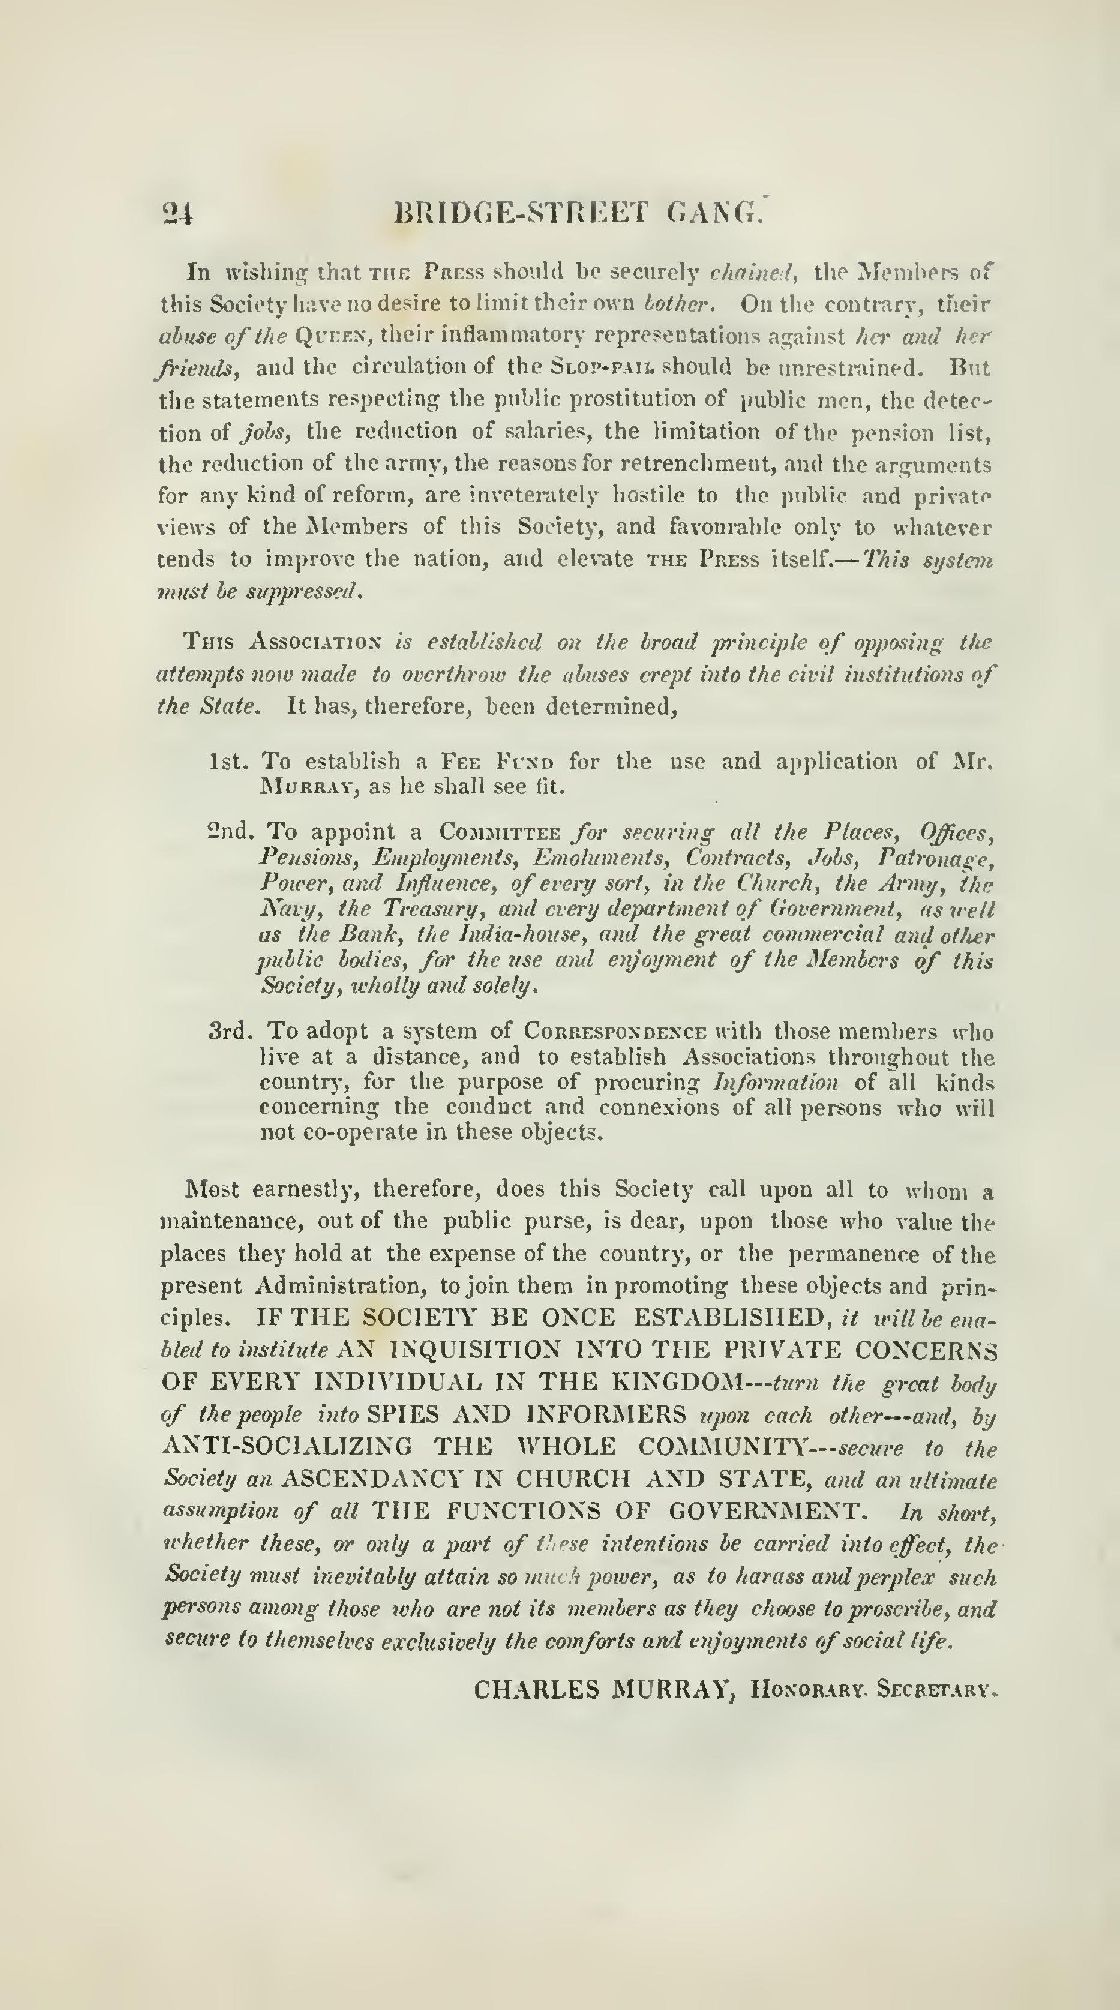 24 BRIDGE-STREET GANG.
In wishing that THE PRESS should be securely chained, the Members of
this Society have no desire to limit their own bother. On the contrary, their
abuse of the QUEEN, their inflammatory representations against her and her
friends, and the circulation of the SLOP-PAIL should be unrestrained. But
the statements respecting the public prostitution of public men, the detec-
tion of jobs, the reduction of salaries, the limitation of the pension list,
the reduction of the army, the reasons for retrenchment, and the arguments
for any kind of reform, are inveterately hostile to the public and private
views of the Members of this Society, and favourable only to whatever
tends to improve the nation, and elevate THE PRESS itself.—This system
must be suppressed.
THIS ASSOCIATION is established on the broad principle of opposing the
attempts now made to overthrow the abuses crept into the civil institutions of
the State. It has, therefore, been determined,
1st. To establish a FEE FUND for the use and application of Mr.
MURRAY, as he shall see fit.
2nd. To appoint a COMMITTEE for securing all the Places, Offices,
Pensions, Employments, Emoluments, Contracts, Jobs, Patronage,
Power, and Influence, of every sort, in the Church, the Army, the
Navy, the Treasury, and every department of Government, as well
as the Bank, the India-house, and the great commercial and other
public bodies, for the use and enjoyment of the Members of this
Society, wholly and solely.
3rd. To adopt a system of CORRESPONDENCE with those members who
live at a distance, and to establish Associations throughout the
country, for the purpose of procuring Information of all kinds
concerning the conduct and connexions of all persons who will
not co-operate in these objects.
Most earnestly, therefore, does this Society call upon all to whom a
maintenance, out of the public purse, is dear, upon those who value the
places they hold at the expense of the country, or the permanence of the
present Administration, to join them in promoting these objects and prin-
ciples. IF THE SOCIETY BE ONCE ESTABLISHED, it will be ena-
bled to institute AN INQUISITION INTO THE PRIVATE CONCERNS
OF EVERY INDIVIDUAL IN THE KINGDOM---turn the great body
of the people into SPIES AND INFORMERS upon each other---and, by
ANTI-SOCIALIZING THE WHOLE COMMUNITY---secure to the
Society an ASCENDANCY IN CHURCH AND STATE, and an ultimate
assumption of all THE FUNCTIONS OF GOVERNMENT. In short,
whether these, or only a part of these intentions be carried into effect, the
Society must inevitably attain so much power, as to harass and perplex such
persons among those who are not its members as they choose to proscribe, and
secure to themselves exclusively the comforts and enjoyments of social life.
CHARLES MURRAY, HONORARY. SECRETARY.